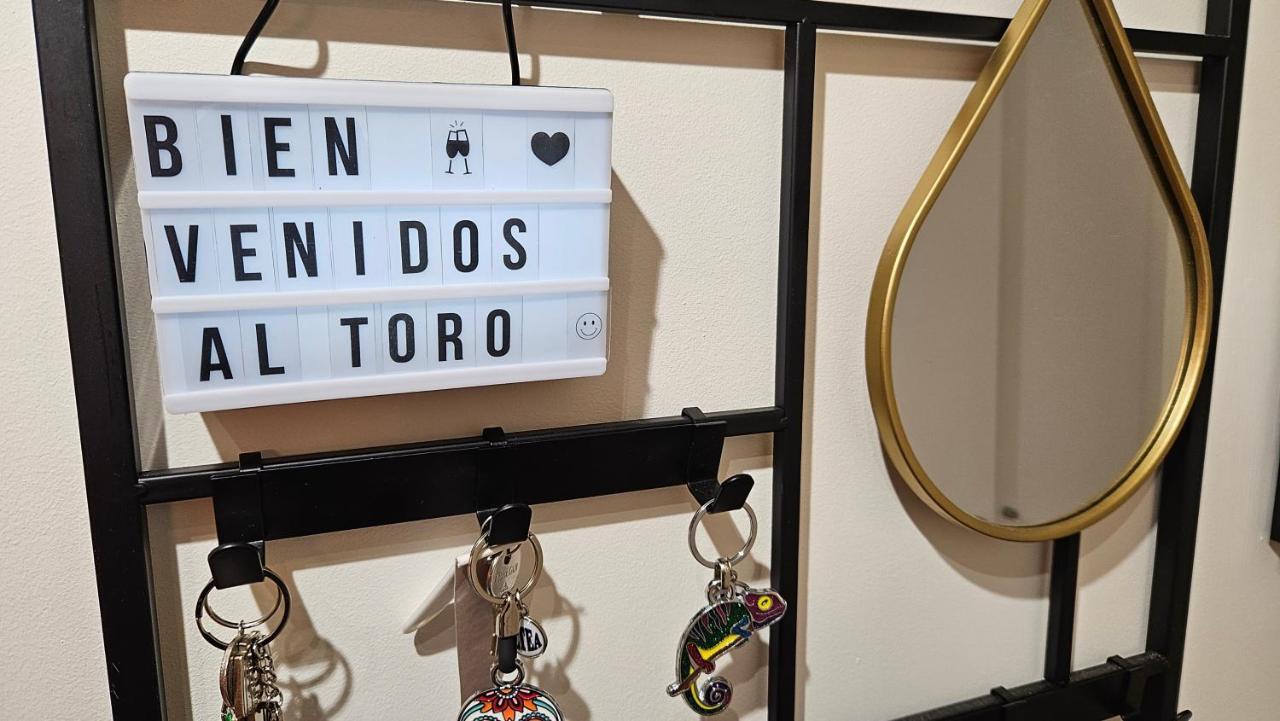 BIEN
VENIDOS
AL TORO